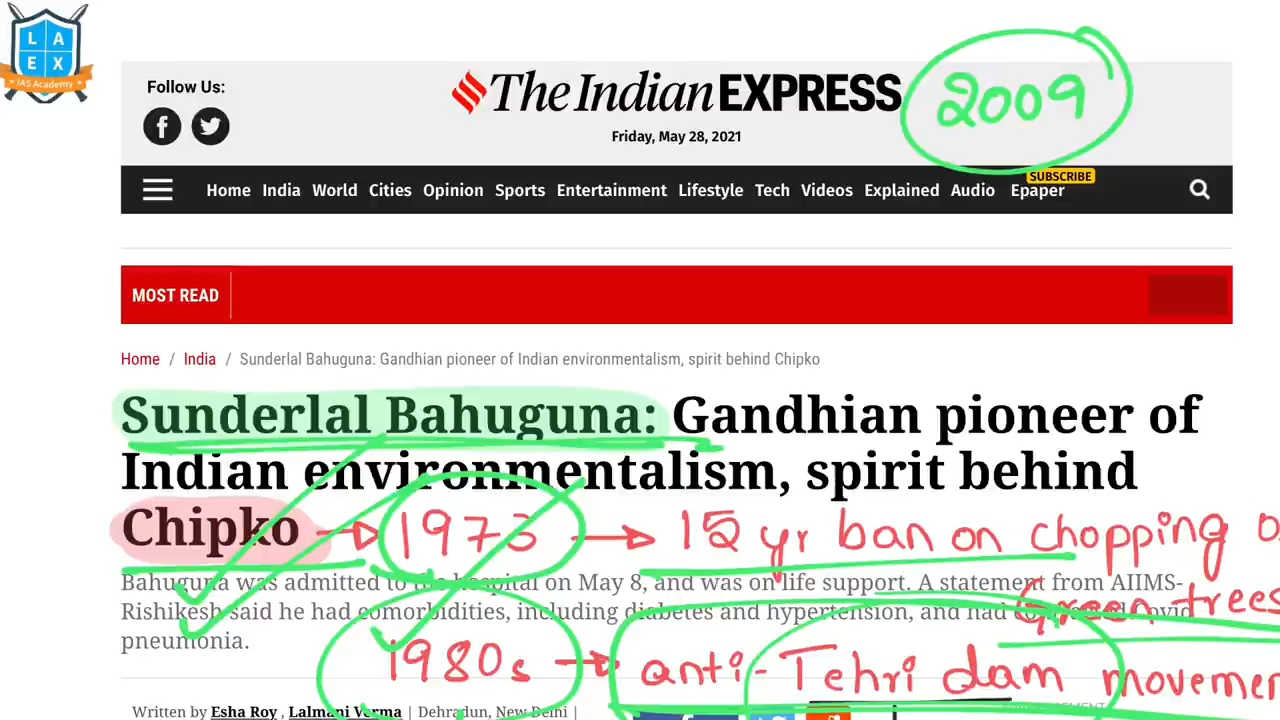 L A
E X
IAS Academy
Follow Us:
The Indian EXPRESS
2009
Friday, May 28, 2021
Home India World Cities Opinion Sports Entertainment Lifestyle Tech Videos Explained Audio Epaper SUBSCRIBE
MOST READ
Home / India / Sunderlal Bahuguna: Gandhian pioneer of Indian environmentalism, spirit behind Chipko
Sunderlal Bahuguna: Gandhian pioneer of
Indian environmentalism, spirit behind
Chipko → 1973 → 15 yr ban on chopping
Bahuguna was admitted to the hospital on May 8, and was on life support. A statement from AIIMS-
Green trees
Rishikesh said he had comorbidities, including diabetes and hypertension, and had
pneumonia.
1980s → anti-Tehri dam
Written by Esha Roy , Lalmani Verma | Dehradun, New Delhi |